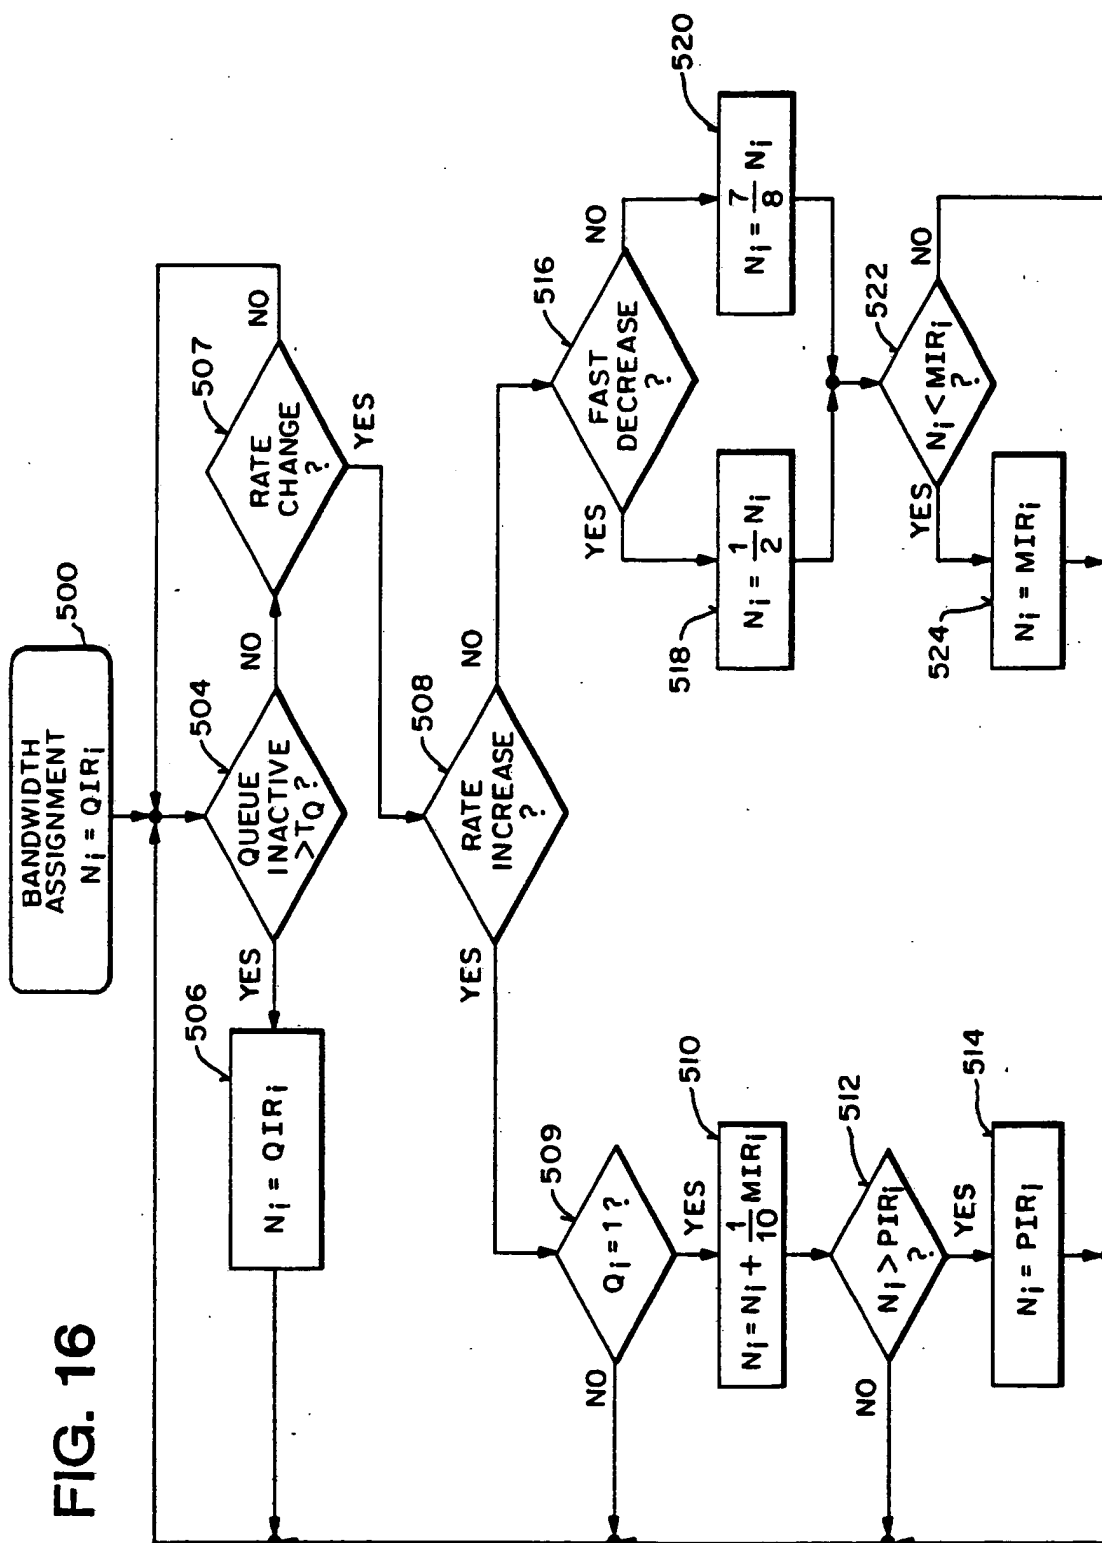 FIG. 16
BANDWIDTH
ASSIGNMENT
Nᵢ = QIRᵢ
500
QUEUE
INACTIVE
>T_Q ?
504
YES
NO
506
Nᵢ = QIRᵢ
507
RATE
CHANGE
?
NO
YES
508
RATE
INCREASE
?
YES
NO
509
Qᵢ = 1 ?
NO
YES
510
Nᵢ = Nᵢ + 1/10 MIRᵢ
512
Nᵢ > PIRᵢ
?
NO
YES
514
Nᵢ = PIRᵢ
516
FAST
DECREASE
?
YES
NO
518
Nᵢ = 1/2 Nᵢ
520
Nᵢ = 7/8 Nᵢ
522
Nᵢ < MIRᵢ
?
YES
NO
524
Nᵢ = MIRᵢ